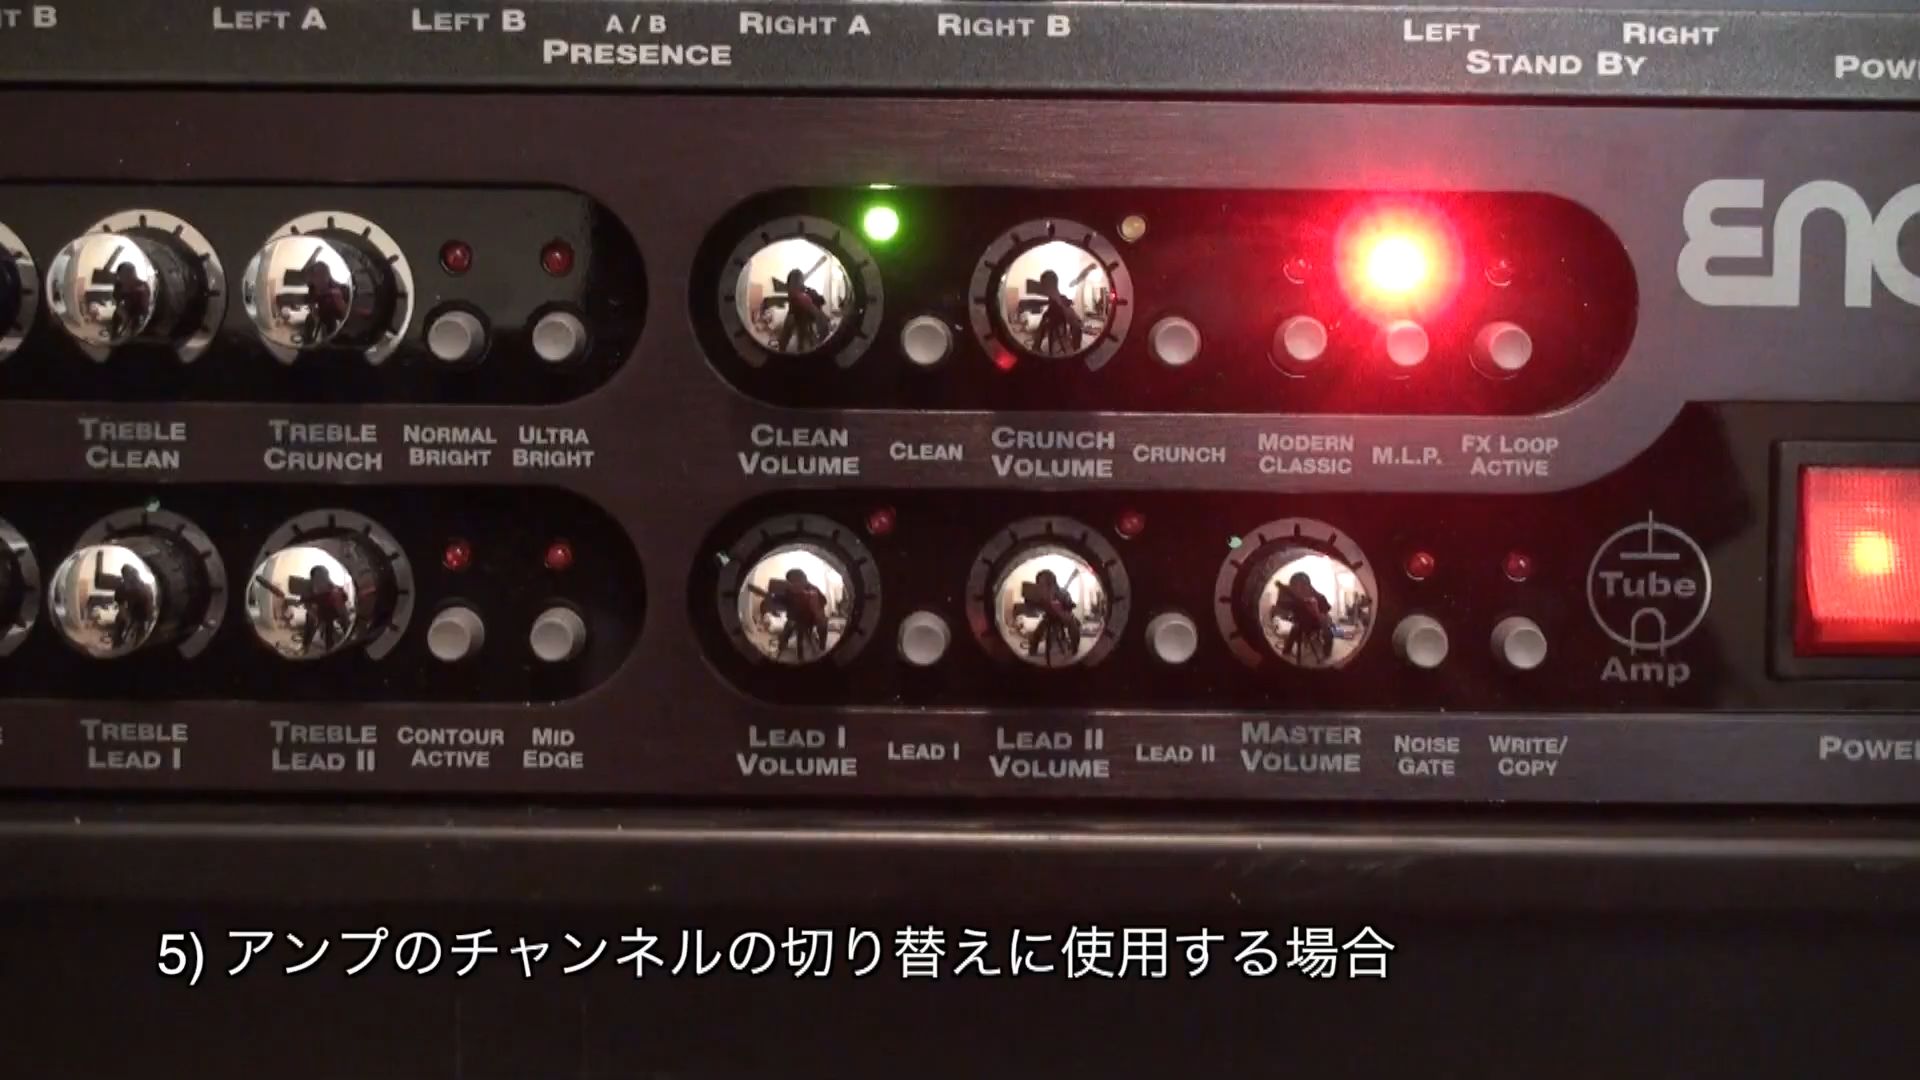 LEFT A
LEFT B
A / B
PRESENCE
RIGHT A
RIGHT B
LEFT
RIGHT
STAND BY
TREBLE
CLEAN
TREBLE
CRUNCH
NORMAL
BRIGHT
ULTRA
BRIGHT
CLEAN
VOLUME
CLEAN
CRUNCH
VOLUME
CRUNCH
MODERN
CLASSIC
M.L.P.
FX LOOP
ACTIVE
Tube
Amp
TREBLE
LEAD I
TREBLE
LEAD II
CONTOUR
ACTIVE
MID
EDGE
LEAD I
VOLUME
LEAD I
LEAD II
VOLUME
LEAD II
MASTER
VOLUME
NOISE
GATE
WRITE/
COPY
POWER
5) アンプのチャンネルの切り替えに使用する場合